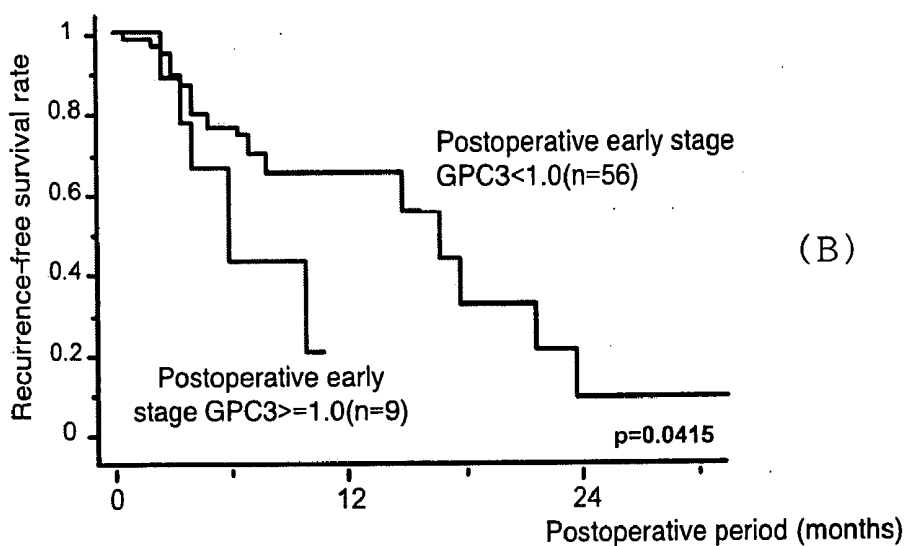 Recurrence-free survival rate
1
0.8
0.6
0.4
0.2
0
Postoperative early stage
GPC3<1.0(n=56)
(B)
Postoperative early
stage GPC3>=1.0(n=9)
p=0.0415
0
12
24
Postoperative period (months)